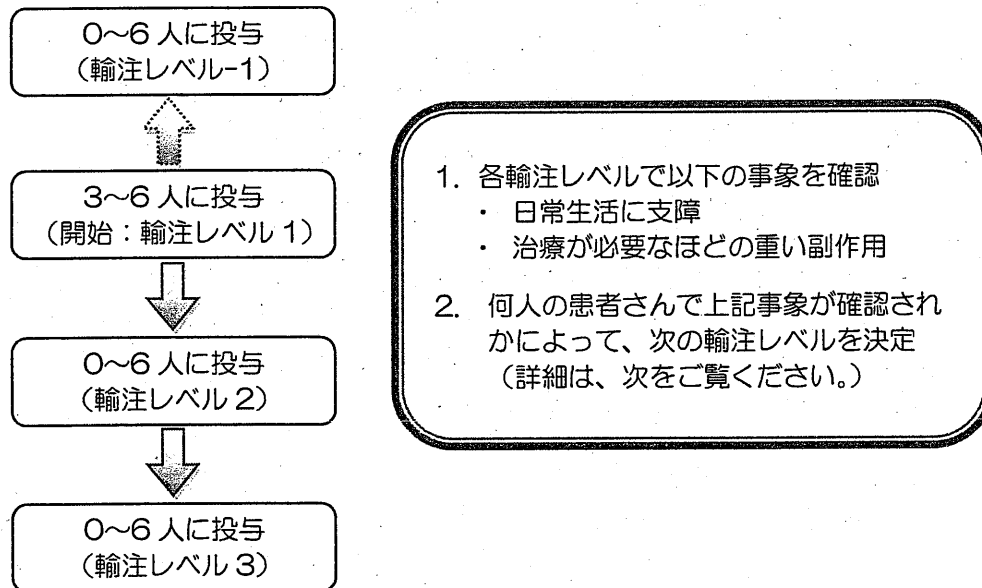 0~6 人に投与
（輸注レベル-1）
3~6 人に投与
（開始：輸注レベル 1）
0~6 人に投与
（輸注レベル 2）
0~6 人に投与
（輸注レベル 3）
1. 各輸注レベルで以下の事象を確認
・ 日常生活に支障
・ 治療が必要なほどの重い副作用
2. 何人の患者さんで上記事象が確認され
かによって、次の輸注レベルを決定
（詳細は、次をご覧ください。）